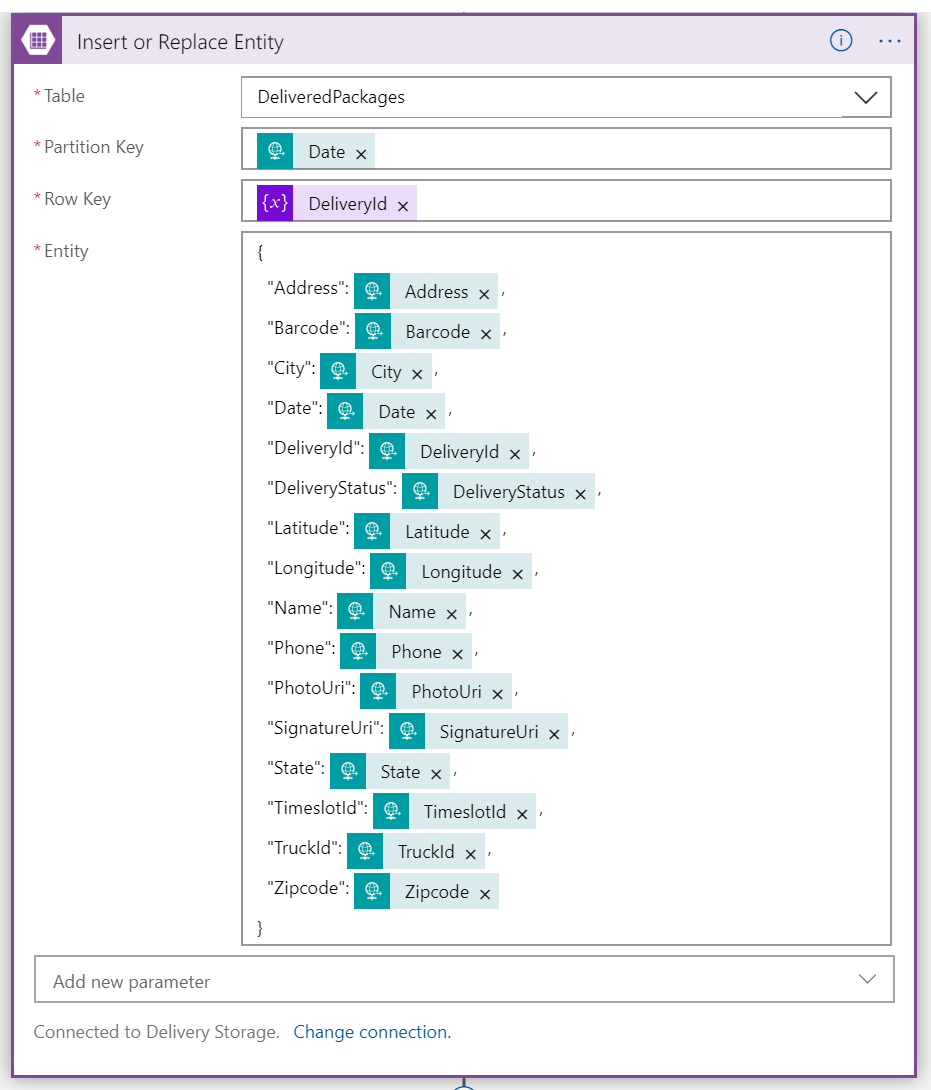 Insert or Replace Entity
* Table DeliveredPackages
* Partition Key Date ×
* Row Key {x} DeliveryId ×
* Entity {
"Address": Address × ,
"Barcode": Barcode × ,
"City": City × ,
"Date": Date × ,
"DeliveryId": DeliveryId × ,
"DeliveryStatus": DeliveryStatus × ,
"Latitude": Latitude × ,
"Longitude": Longitude × ,
"Name": Name × ,
"Phone": Phone × ,
"PhotoUri": PhotoUri × ,
"SignatureUri": SignatureUri × ,
"State": State × ,
"TimeslotId": TimeslotId × ,
"TruckId": TruckId × ,
"Zipcode": Zipcode ×
}
Add new parameter
Connected to Delivery Storage. Change connection.